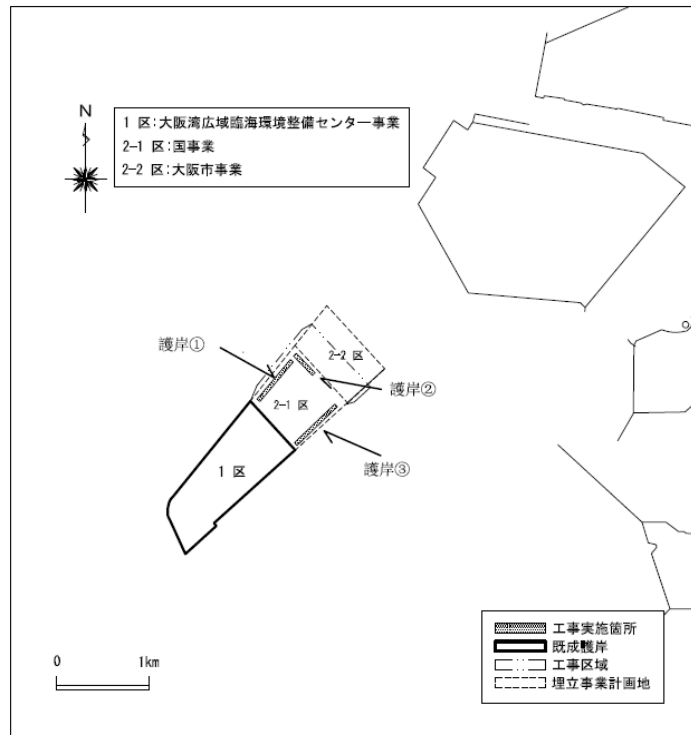 N
1 区:大阪湾広域臨海環境整備センター事業
2-1 区:国事業
2-2 区:大阪市事業
護岸①
2-2 区
護岸②
2-1 区
護岸③
1 区
0 1km
工事実施箇所
既成護岸
工事区域
埋立事業計画地